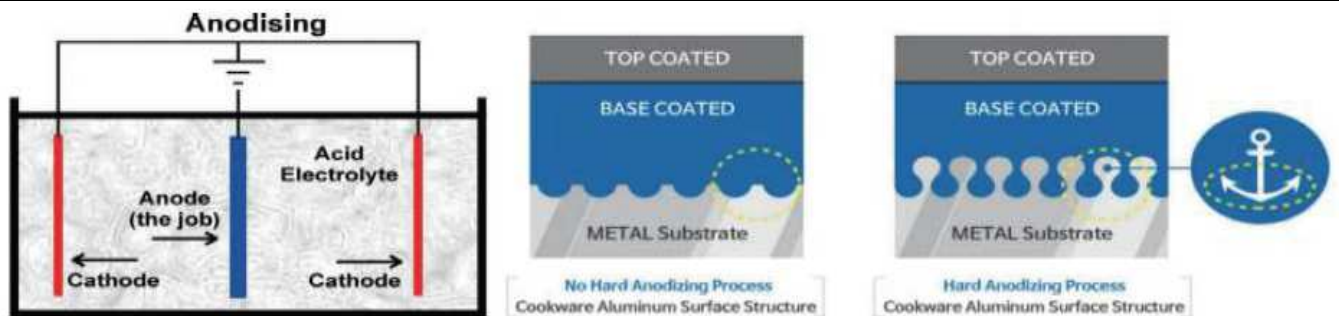 Anodising
Acid
Electrolyte
Anode
(the job)
Cathode
Cathode
TOP COATED
BASE COATED
METAL Substrate
No Hard Anodizing Process
Cookware Aluminum Surface Structure
TOP COATED
BASE COATED
METAL Substrate
Hard Anodizing Process
Cookware Aluminum Surface Structure